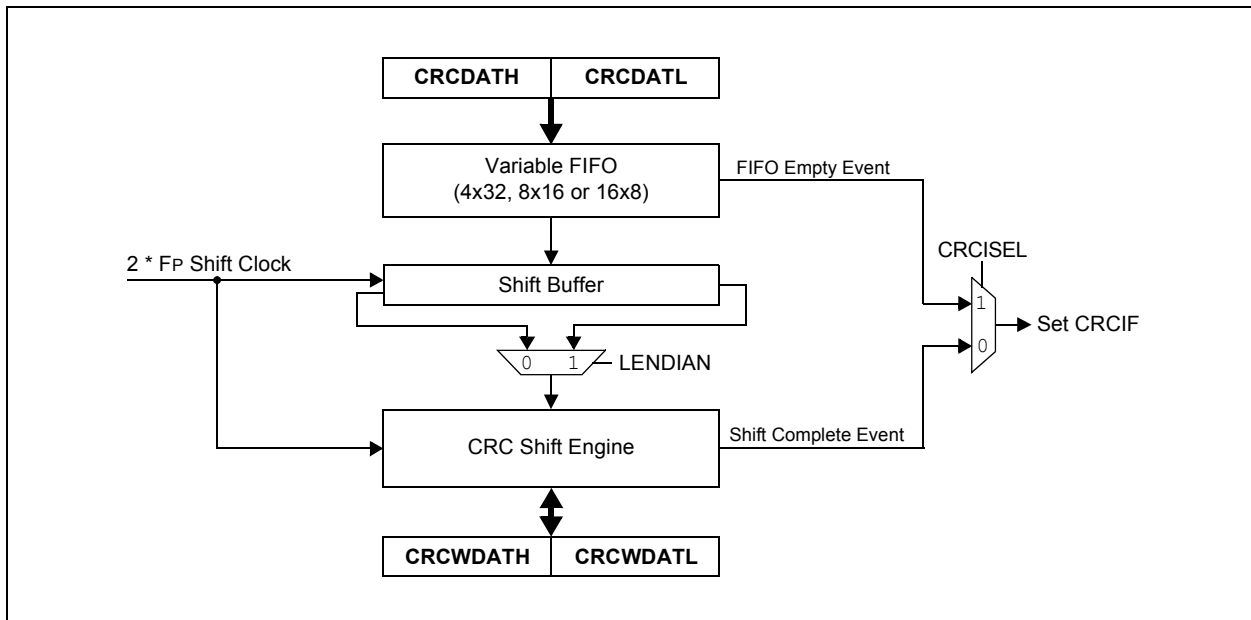 CRCDATH CRCDATL
Variable FIFO
(4x32, 8x16 or 16x8)
FIFO Empty Event
CRCISEL
2 * FP Shift Clock
Shift Buffer
1
Set CRCIF
0
0 1
LENDIAN
CRC Shift Engine
Shift Complete Event
CRCWDATH CRCWDATL